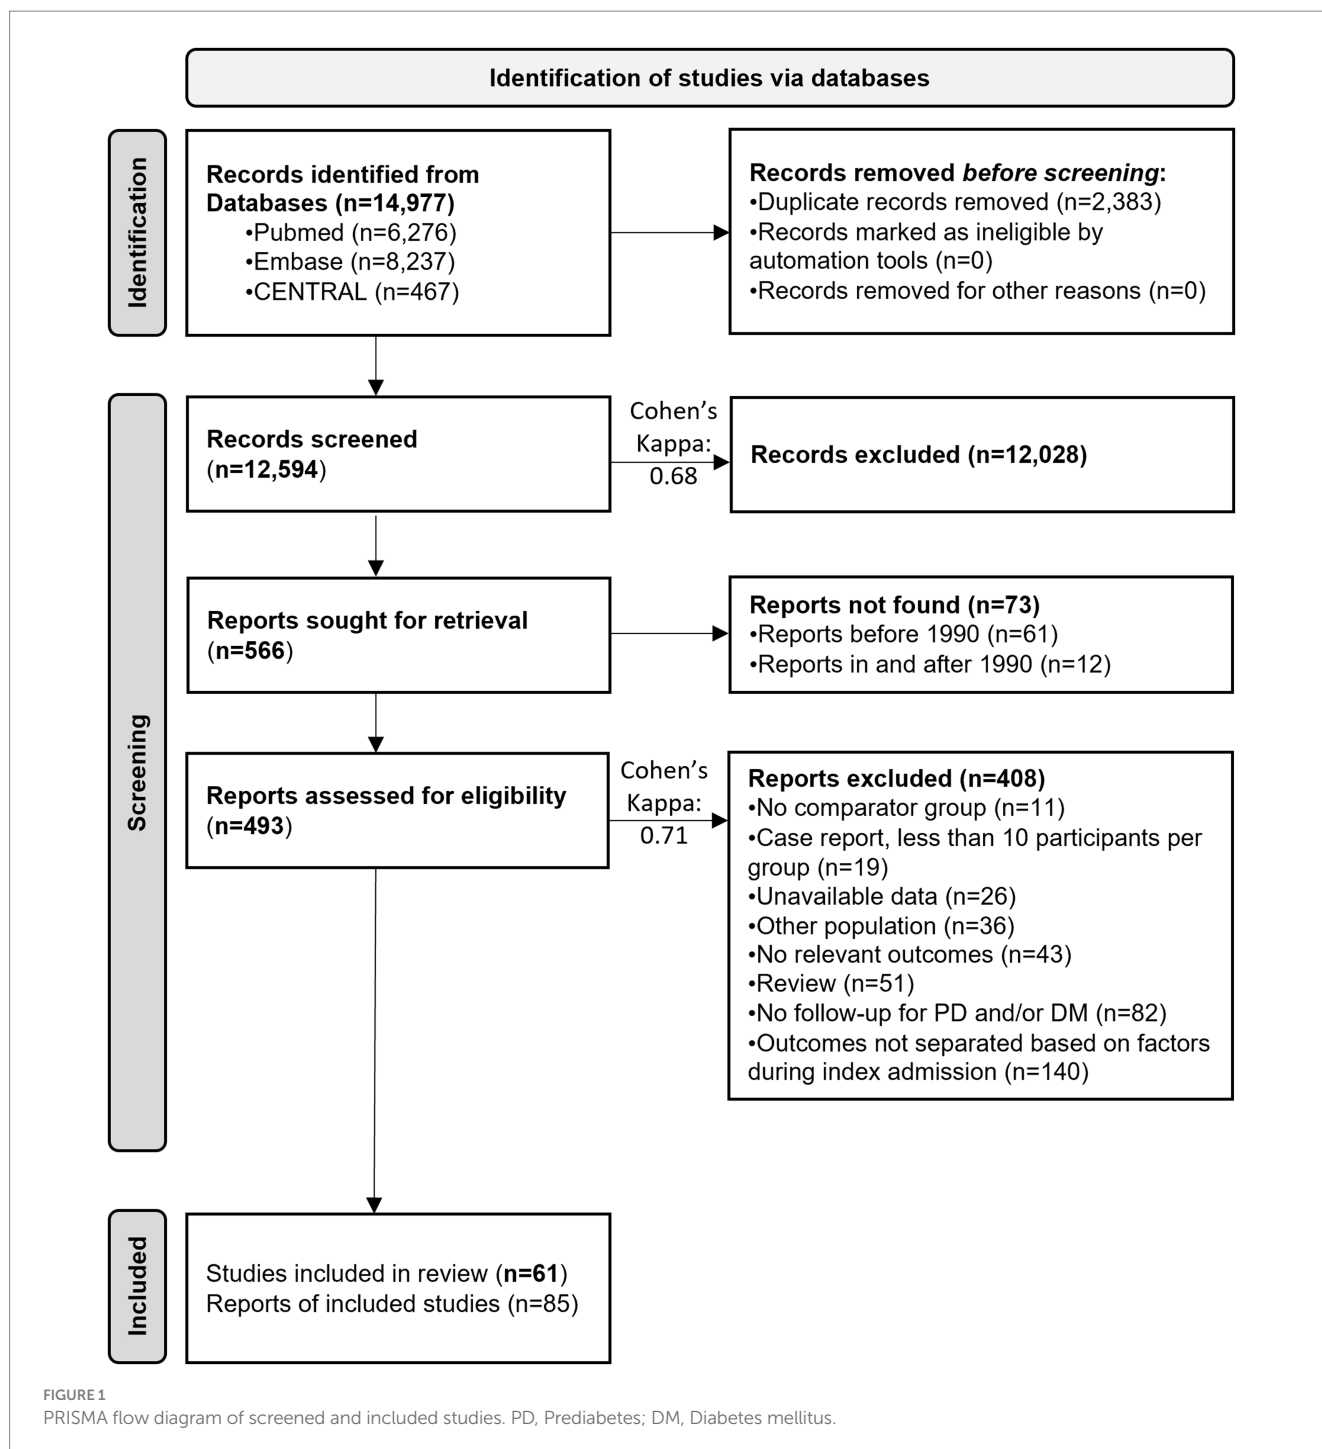 Identification of studies via databases
Identification
Records identified from
Databases (n=14,977)
•Pubmed (n=6,276)
•Embase (n=8,237)
•CENTRAL (n=467)
Records removed before screening:
•Duplicate records removed (n=2,383)
•Records marked as ineligible by
automation tools (n=0)
•Records removed for other reasons (n=0)
Screening
Records screened
(n=12,594)
Cohen's
Kappa:
0.68
Records excluded (n=12,028)
Reports sought for retrieval
(n=566)
Reports not found (n=73)
•Reports before 1990 (n=61)
•Reports in and after 1990 (n=12)
Reports assessed for eligibility
(n=493)
Cohen's
Kappa:
0.71
Reports excluded (n=408)
•No comparator group (n=11)
•Case report, less than 10 participants per
group (n=19)
•Unavailable data (n=26)
•Other population (n=36)
•No relevant outcomes (n=43)
•Review (n=51)
•No follow-up for PD and/or DM (n=82)
•Outcomes not separated based on factors
during index admission (n=140)
Included
Studies included in review (n=61)
Reports of included studies (n=85)
FIGURE 1
PRISMA flow diagram of screened and included studies. PD, Prediabetes; DM, Diabetes mellitus.